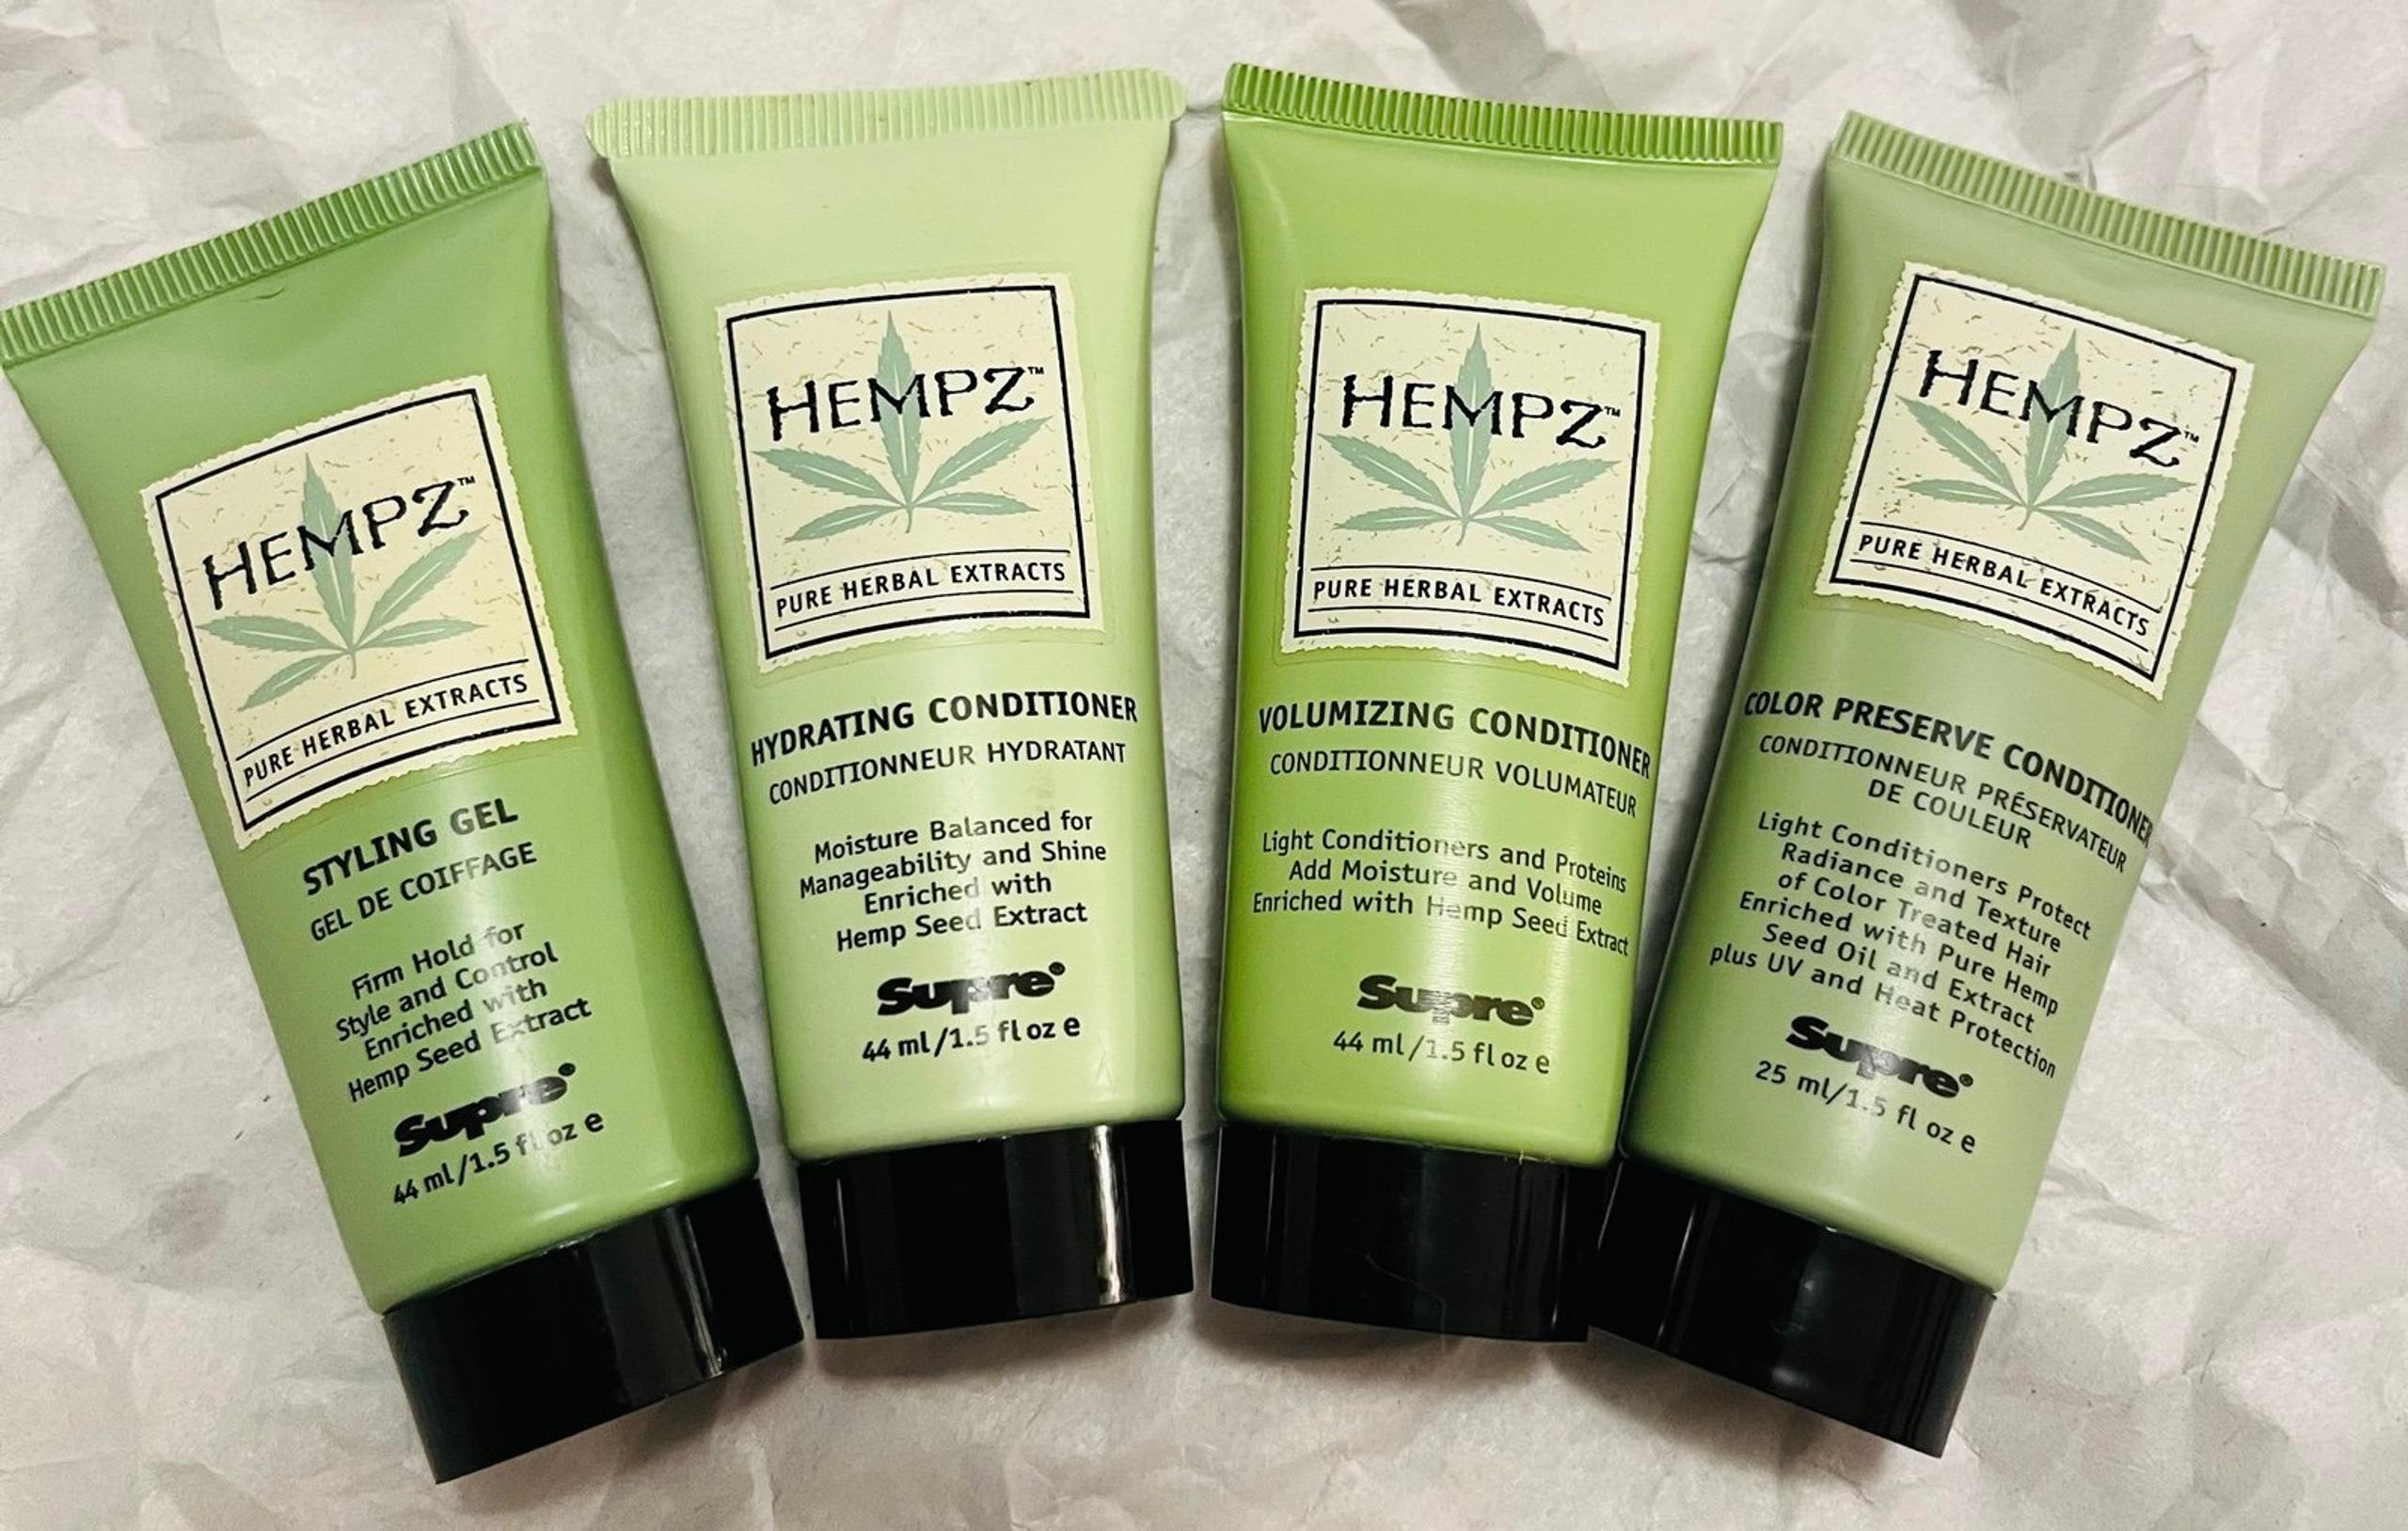 HEMPZ™
PURE HERBAL EXTRACTS
STYLING GEL
GEL DE COIFFAGE
Firm Hold for
Style and Control
Enriched with
Hemp Seed Extract
Supre®
44 ml/1.5 fl oz e
HEMPZ™
PURE HERBAL EXTRACTS
HYDRATING CONDITIONER
CONDITIONNEUR HYDRATANT
Moisture Balanced for
Manageability and Shine
Enriched with
Hemp Seed Extract
Supre®
44 ml/1.5 fl oz e
HEMPZ™
PURE HERBAL EXTRACTS
VOLUMIZING CONDITIONER
CONDITIONNEUR VOLUMATEUR
Light Conditioners and Proteins
Add Moisture and Volume
Enriched with Hemp Seed Extract
Supre®
44 ml/1.5 fl oz e
HEMPZ™
PURE HERBAL EXTRACTS
COLOR PRESERVE CONDITIONER
CONDITIONNEUR PRÉSERVATEUR
DE COULEUR
Light Conditioners Protect
Radiance and Texture
of Color Treated Hair
Enriched with Pure Hemp
Seed Oil and Extract
plus UV and Heat Protection
Supre®
25 ml/1.5 fl oz e